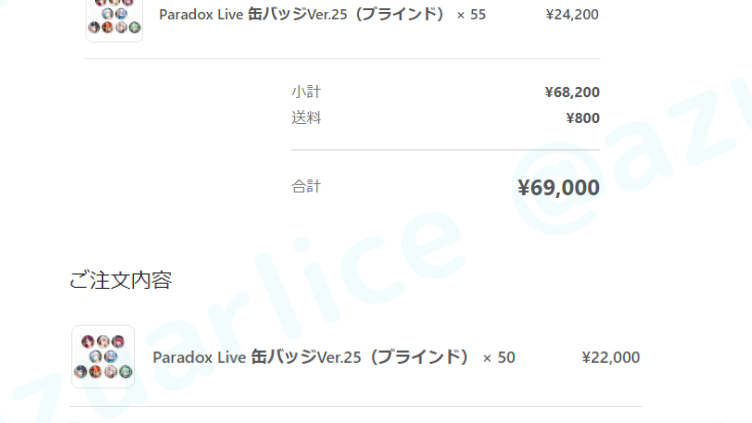 Paradox Live 缶バッジVer.25（ブラインド） × 55 ¥24,200
小計 ¥68,200
送料 ¥800
合計 ¥69,000
ご注文内容
Paradox Live 缶バッジVer.25（ブラインド） × 50 ¥22,000
azuarlice @azu